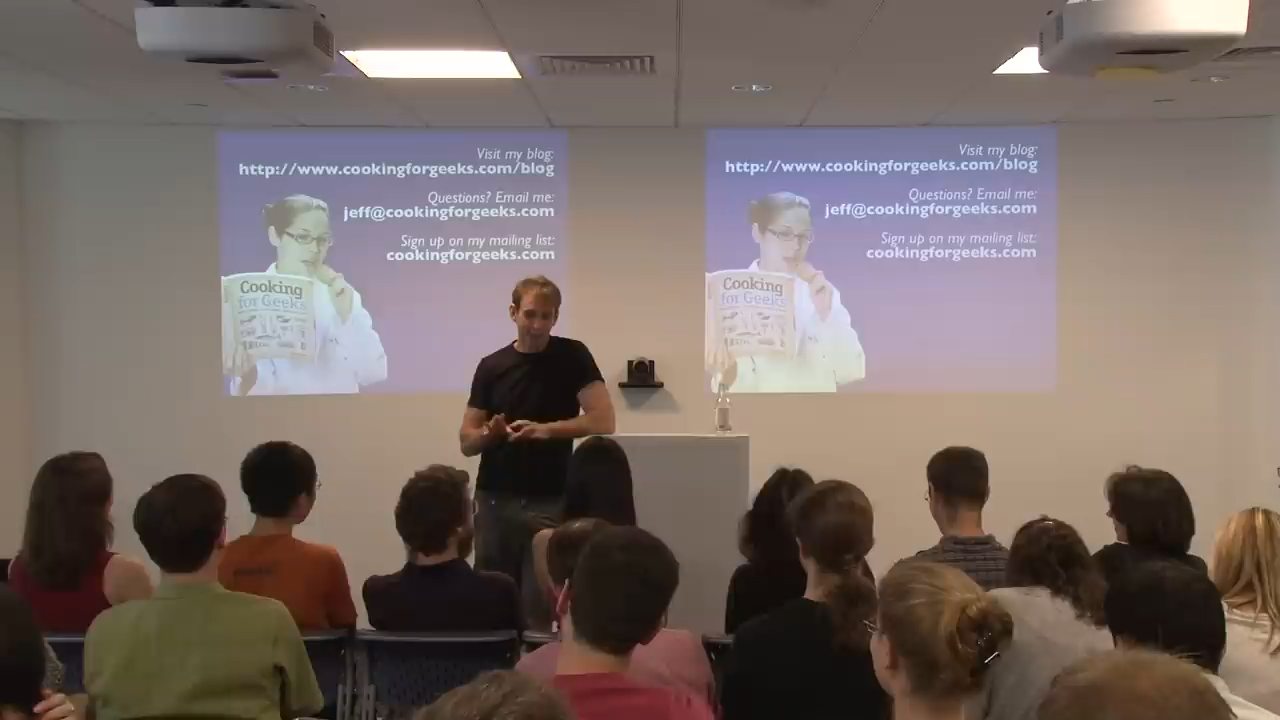 Visit my blog:
http://www.cookingforgeeks.com/blog
Questions? Email me:
jeff@cookingforgeeks.com
Sign up on my mailing list:
cookingforgeeks.com
Cooking
for Geeks
Visit my blog:
http://www.cookingforgeeks.com/blog
Questions? Email me:
jeff@cookingforgeeks.com
Sign up on my mailing list:
cookingforgeeks.com
Cooking
for Geeks